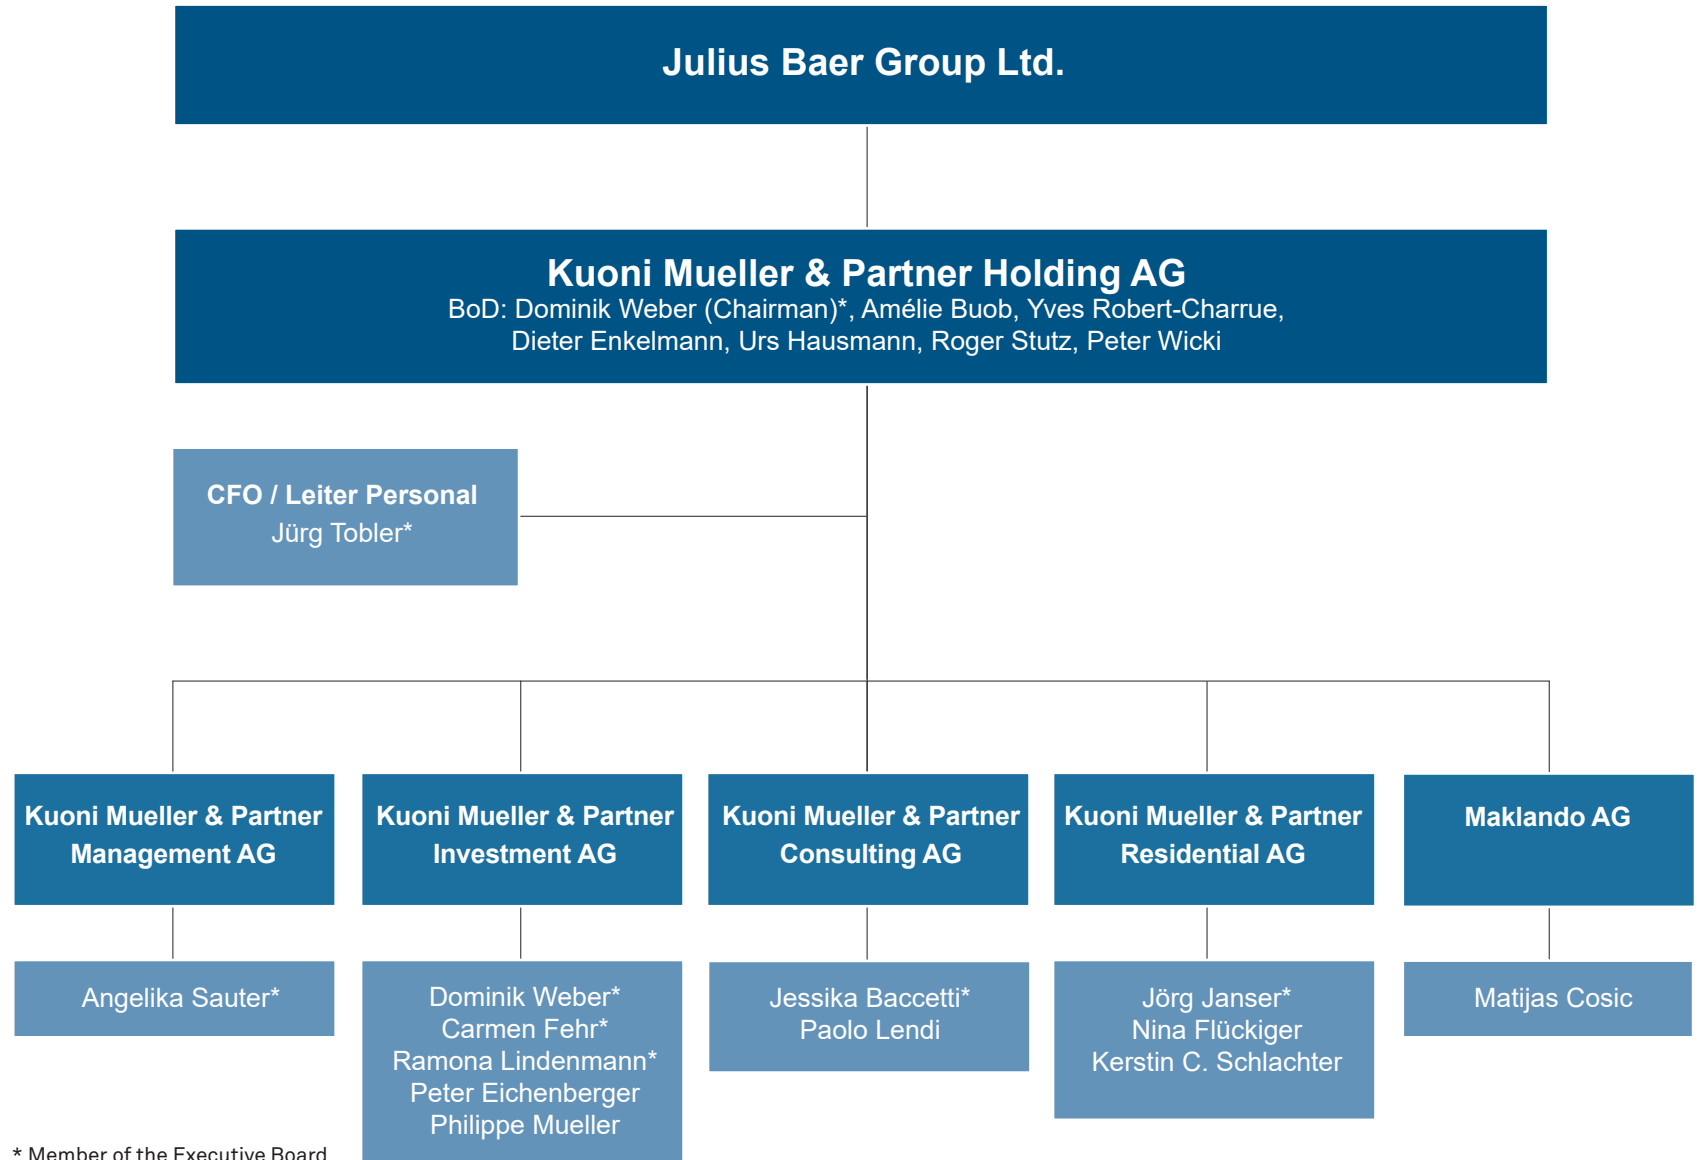 Julius Baer Group Ltd.
Kuoni Mueller & Partner Holding AG
BoD: Dominik Weber (Chairman)*, Amélie Buob, Yves Robert-Charrue,
Dieter Enkelmann, Urs Hausmann, Roger Stutz, Peter Wicki
CFO / Leiter Personal
Jürg Tobler*
Kuoni Mueller & Partner
Management AG
Kuoni Mueller & Partner
Investment AG
Kuoni Mueller & Partner
Consulting AG
Kuoni Mueller & Partner
Residential AG
Maklando AG
Angelika Sauter*
Dominik Weber*
Carmen Fehr*
Ramona Lindenmann*
Peter Eichenberger
Philippe Mueller
Jessika Baccetti*
Paolo Lendi
Jörg Janser*
Nina Flückiger
Kerstin C. Schlachter
Matijas Cosic
* Member of the Executive Board